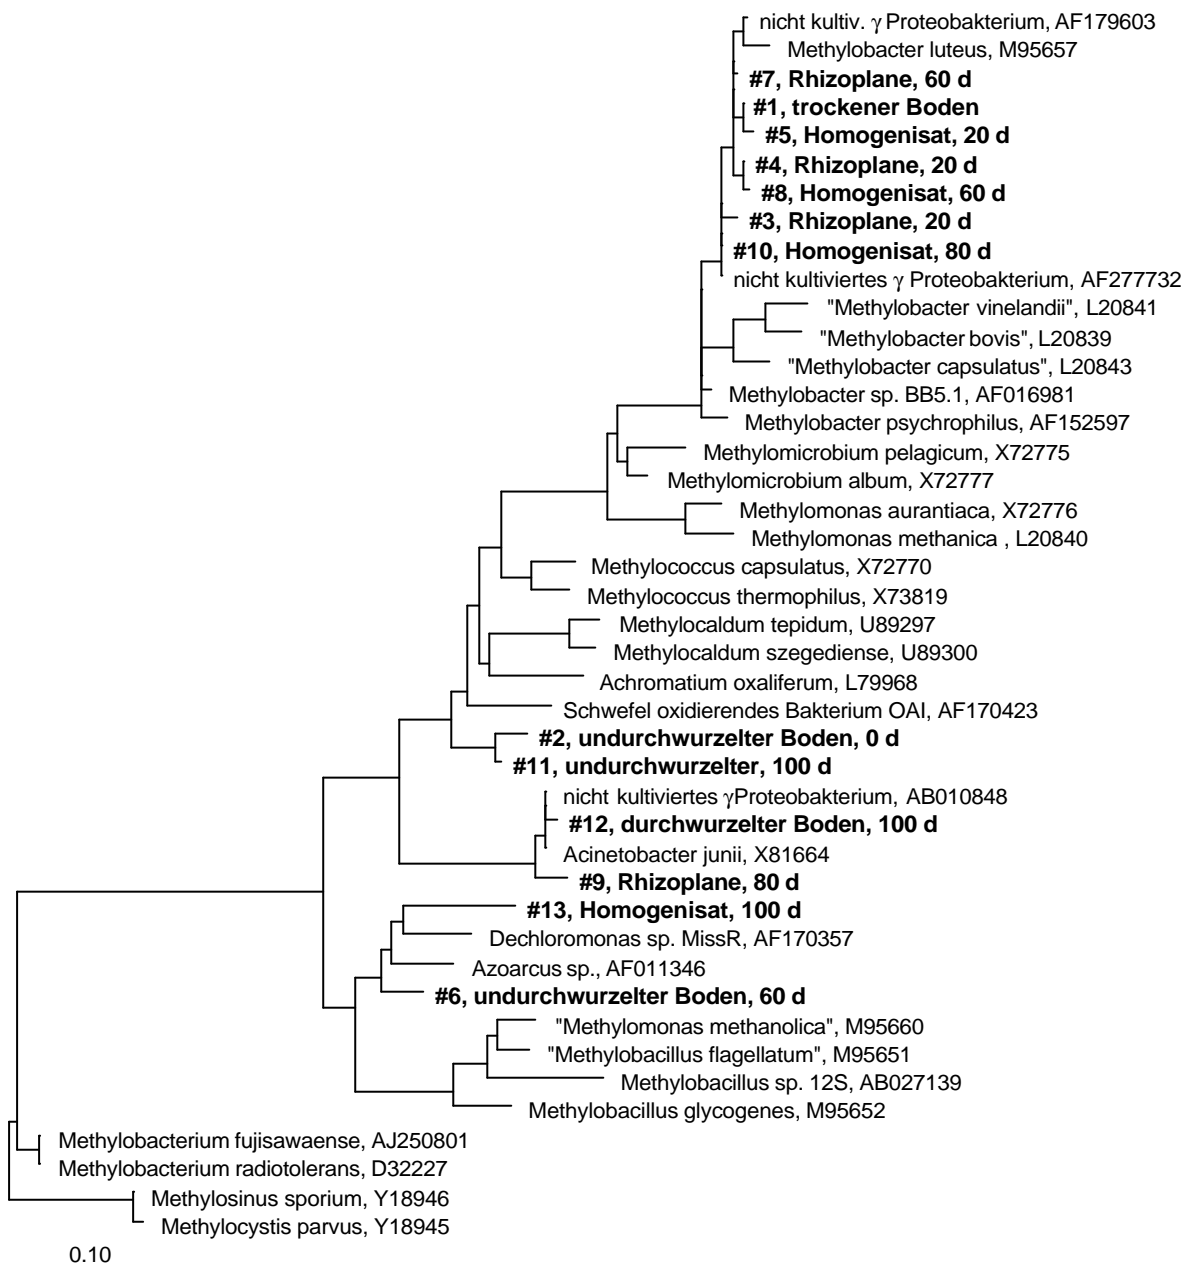 nicht kultiv. γ Proteobakterium, AF179603
Methylobacter luteus, M95657
#7, Rhizoplane, 60 d
#1, trockener Boden
#5, Homogenisat, 20 d
#4, Rhizoplane, 20 d
#8, Homogenisat, 60 d
#3, Rhizoplane, 20 d
#10, Homogenisat, 80 d
nicht kultiviertes γ Proteobakterium, AF277732
"Methylobacter vinelandii", L20841
"Methylobacter bovis", L20839
"Methylobacter capsulatus", L20843
Methylobacter sp. BB5.1, AF016981
Methylobacter psychrophilus, AF152597
Methylomicrobium pelagicum, X72775
Methylomicrobium album, X72777
Methylomonas aurantiaca, X72776
Methylomonas methanica , L20840
Methylococcus capsulatus, X72770
Methylococcus thermophilus, X73819
Methylocaldum tepidum, U89297
Methylocaldum szegediense, U89300
Achromatium oxaliferum, L79968
Schwefel oxidierendes Bakterium OAI, AF170423
#2, undurchwurzelter Boden, 0 d
#11, undurchwurzelter, 100 d
nicht kultiviertes γProteobakterium, AB010848
#12, durchwurzelter Boden, 100 d
Acinetobacter junii, X81664
#9, Rhizoplane, 80 d
#13, Homogenisat, 100 d
Dechloromonas sp. MissR, AF170357
Azoarcus sp., AF011346
#6, undurchwurzelter Boden, 60 d
"Methylomonas methanolica", M95660
"Methylobacillus flagellatum", M95651
Methylobacillus sp. 12S, AB027139
Methylobacillus glycogenes, M95652
Methylobacterium fujisawaense, AJ250801
Methylobacterium radiotolerans, D32227
Methylosinus sporium, Y18946
Methylocystis parvus, Y18945
0.10